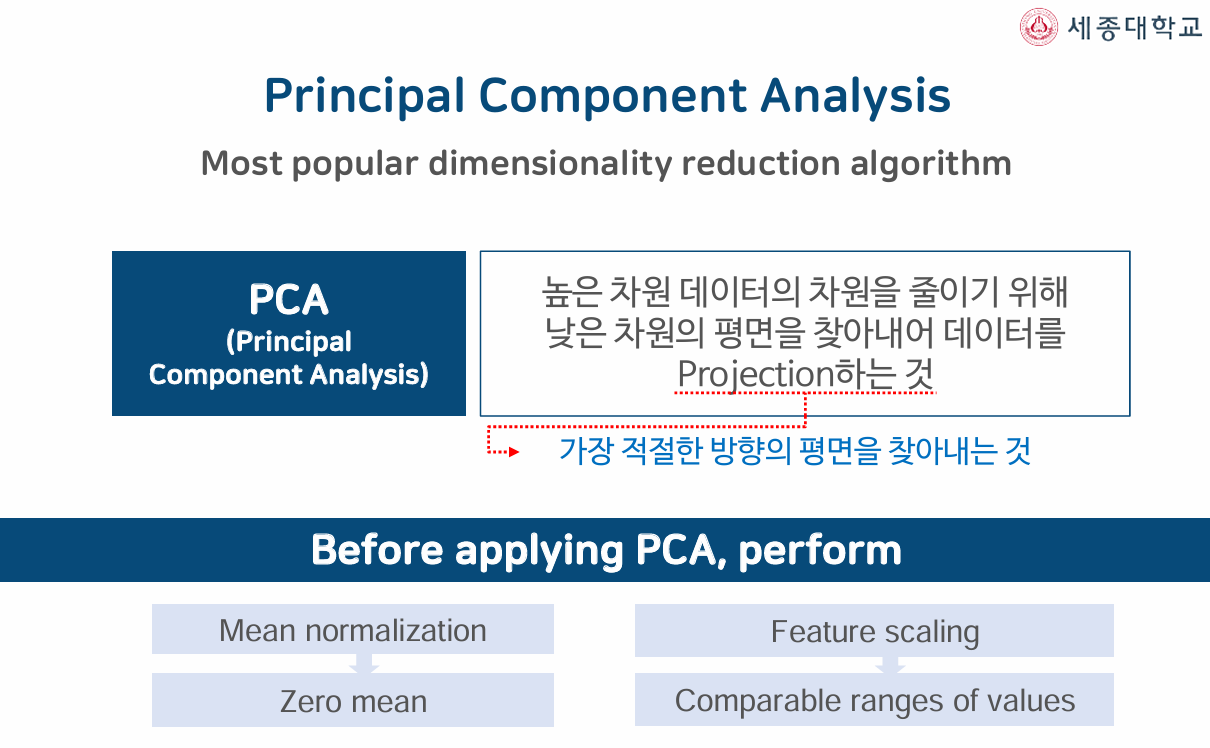 세종대학교
Principal Component Analysis
Most popular dimensionality reduction algorithm
PCA
(Principal
Component Analysis)
높은 차원 데이터의 차원을 줄이기 위해
낮은 차원의 평면을 찾아내어 데이터를
Projection하는 것
가장 적절한 방향의 평면을 찾아내는 것
Before applying PCA, perform
Mean normalization
Zero mean
Feature scaling
Comparable ranges of values